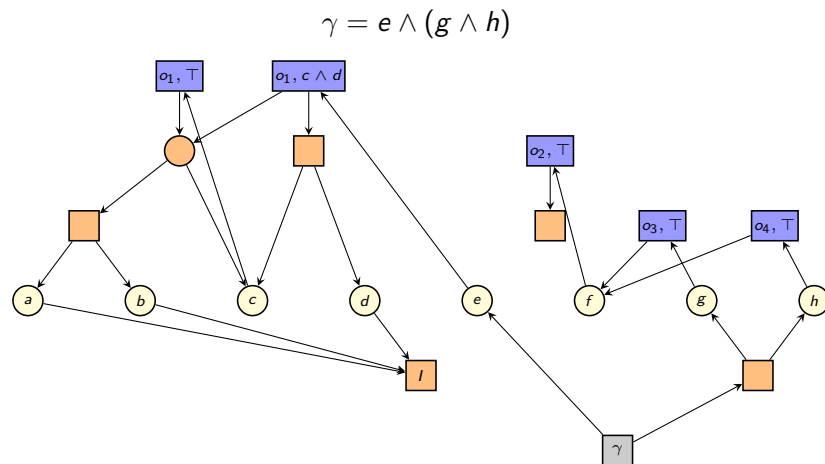 γ = e ∧ (g ∧ h)
o₁, ⊤
o₁, c ∧ d
o₂, ⊤
o₃, ⊤
o₄, ⊤
a
b
c
d
e
f
g
h
I
γ